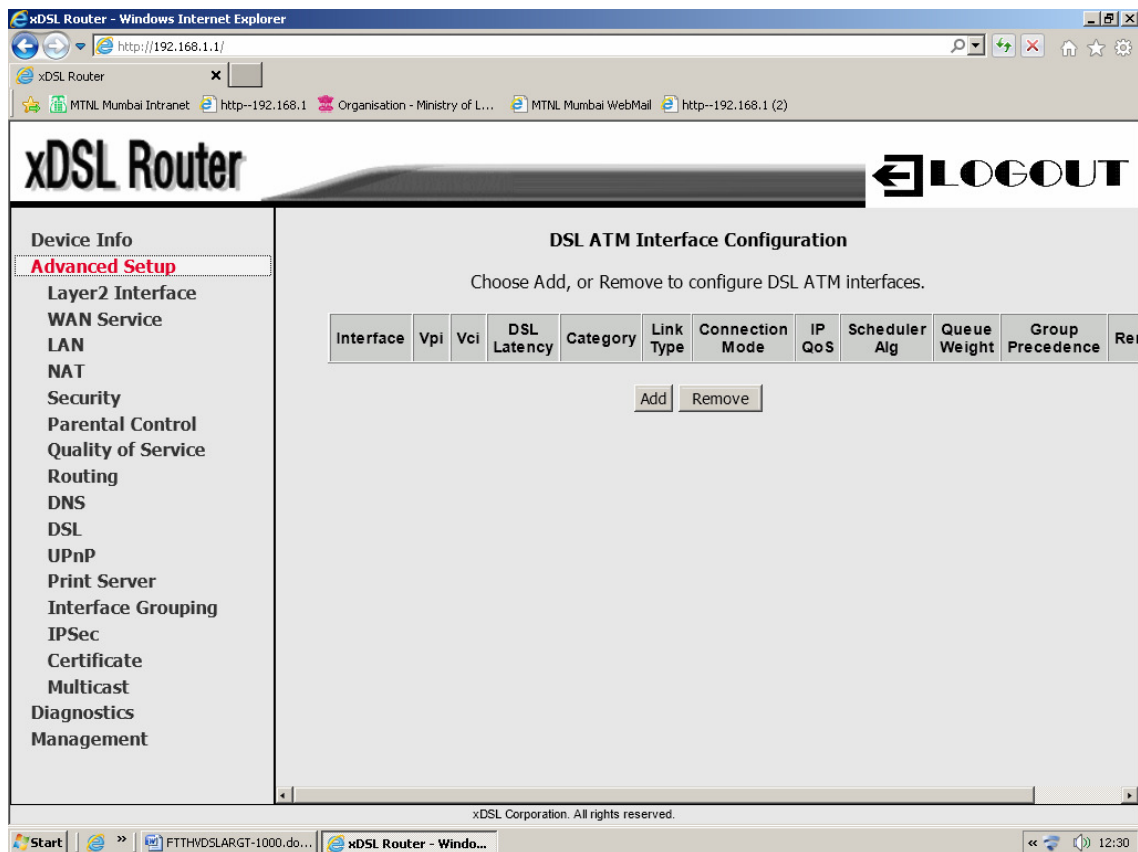 xDSL Router - Windows Internet Explorer
http://192.168.1.1/
xDSL Router
MTNL Mumbai Intranet http--192.168.1 Organisation - Ministry of L... MTNL Mumbai WebMail http--192.168.1 (2)
xDSL Router
LOGOUT
Device Info
Advanced Setup
Layer2 Interface
WAN Service
LAN
NAT
Security
Parental Control
Quality of Service
Routing
DNS
DSL
UPnP
Print Server
Interface Grouping
IPSec
Certificate
Multicast
Diagnostics
Management
DSL ATM Interface Configuration
Choose Add, or Remove to configure DSL ATM interfaces.
Interface Vpi Vci DSL Latency Category Link Type Connection Mode IP QoS Scheduler Alg Queue Weight Group Precedence Re
Add Remove
xDSL Corporation. All rights reserved.
Start » FTTHVDSLARGT-1000.do... xDSL Router - Windo... « 12:30